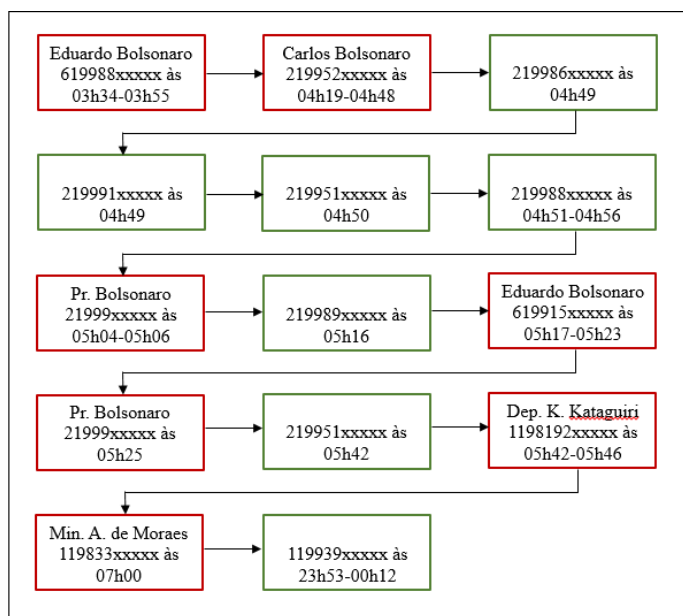 Eduardo Bolsonaro
619988xxxxx às
03h34-03h55
Carlos Bolsonaro
219952xxxxx às
04h19-04h48
219986xxxxx às
04h49
219991xxxxx às
04h49
219951xxxxx às
04h50
219988xxxxx às
04h51-04h56
Pr. Bolsonaro
21999xxxxx às
05h04-05h06
219989xxxxx às
05h16
Eduardo Bolsonaro
619915xxxxx às
05h17-05h23
Pr. Bolsonaro
21999xxxxx às
05h25
219951xxxxx às
05h42
Dep. K. Kataguiri
1198192xxxxx às
05h42-05h46
Min. A. de Moraes
119833xxxxx às
07h00
119939xxxxx às
23h53-00h12